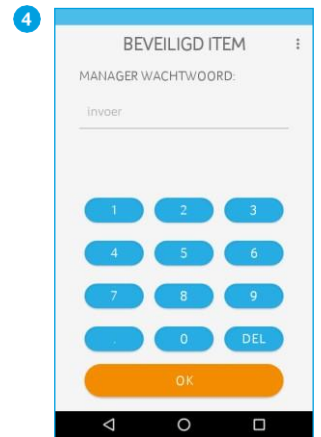 4
BEVEILIGD ITEM
MANAGER WACHTWOORD:
invoer
1 2 3
4 5 6
7 8 9
. 0 DEL
OK